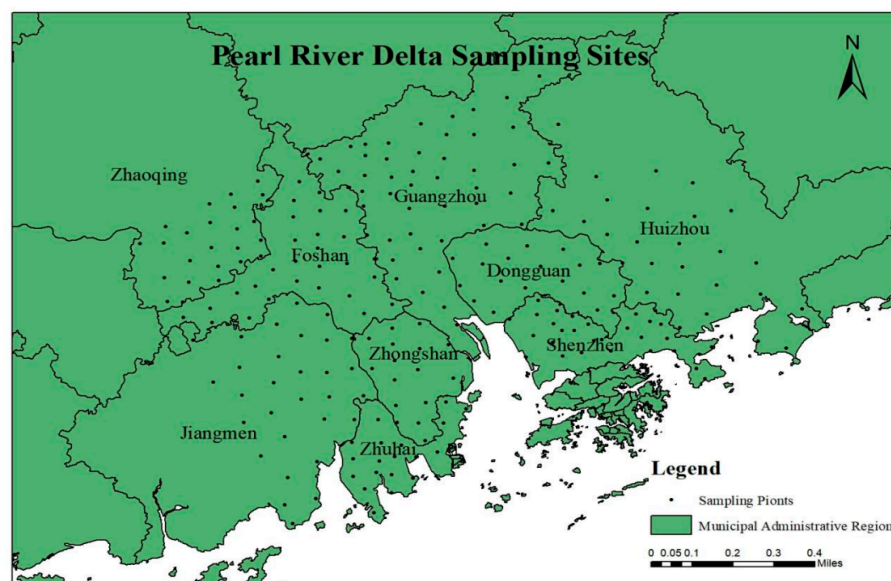 Pearl River Delta Sampling Sites
N
Zhaoqing
Guangzhou
Huizhou
Foshan
Dongguan
Shenzhen
Zhongshan
Jiangmen
Zhuhai
Legend
Sampling Pionts
Municipal Administrative Region
0 0.05 0.1 0.2 0.3 0.4
Miles